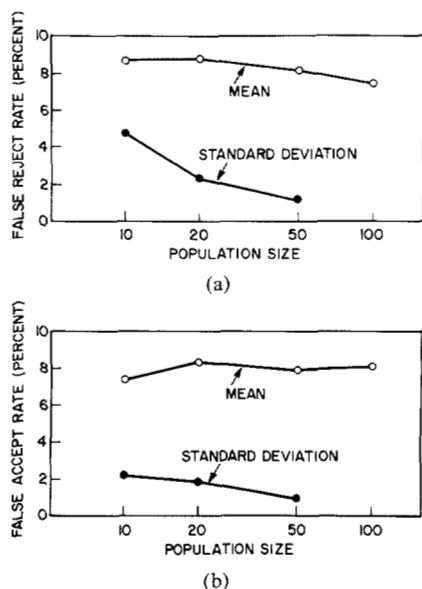 FALSE REJECT RATE (PERCENT)
10
8
6
4
2
0
MEAN
STANDARD DEVIATION
10 20 50 100
POPULATION SIZE
(a)
FALSE ACCEPT RATE (PERCENT)
10
8
6
4
2
0
MEAN
STANDARD DEVIATION
10 20 50 100
POPULATION SIZE
(b)